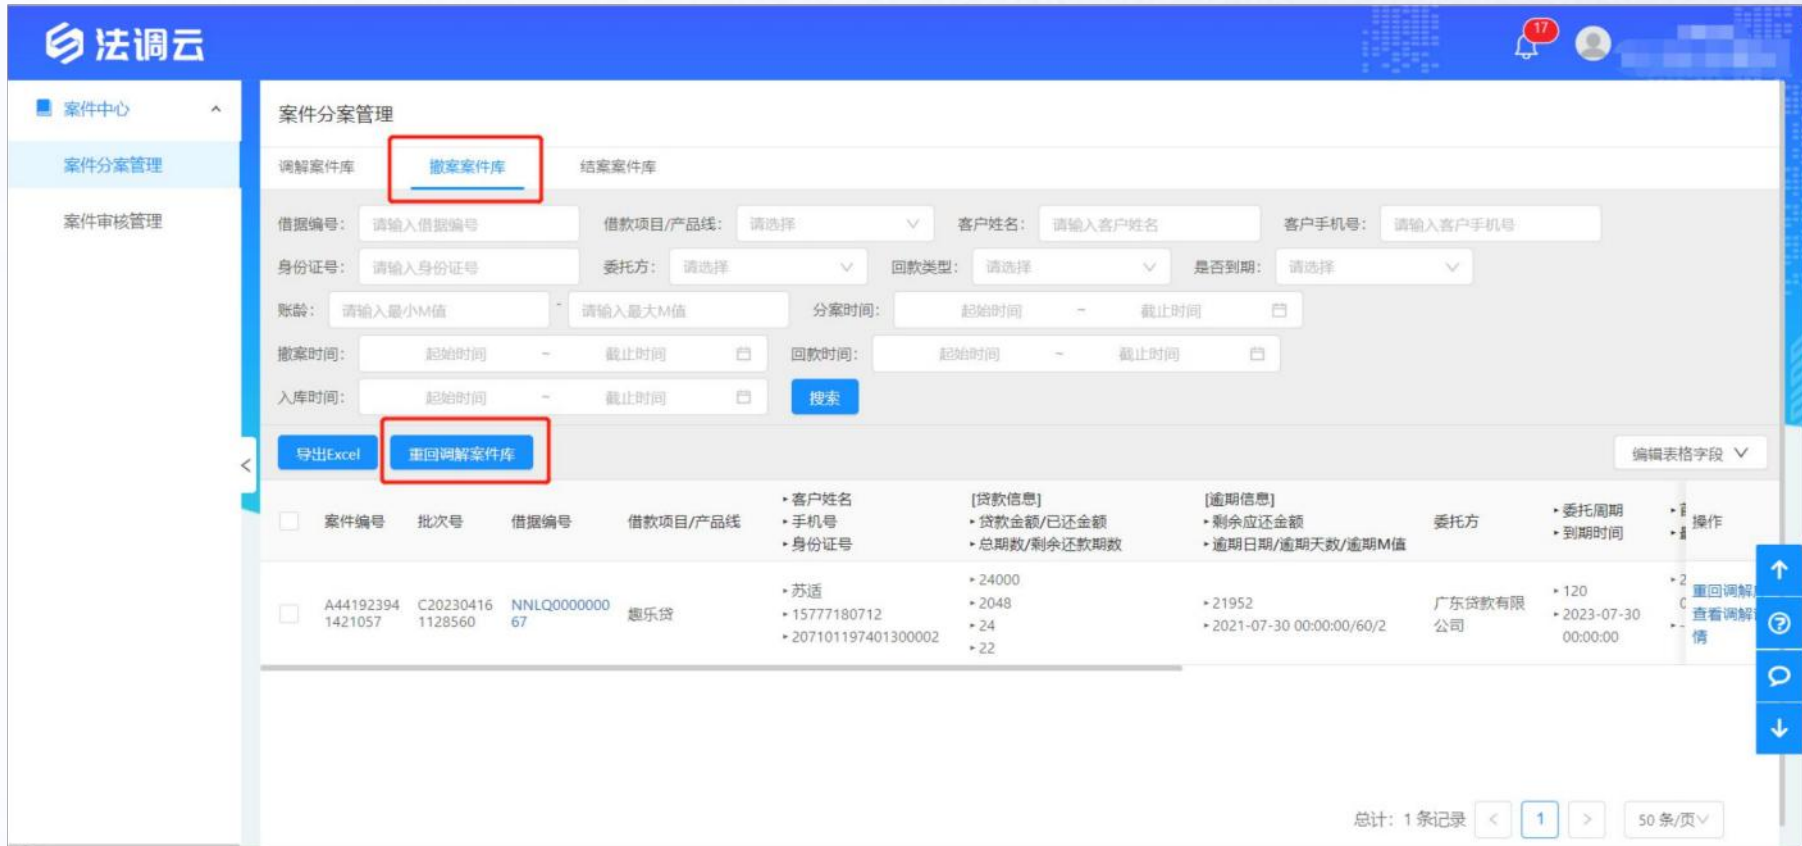 法调云
17
案件中心
案件分案管理
案件审核管理
案件分案管理
调解案件库 撤案案件库 结案案件库
借据编号： 请输入借据编号 借款项目/产品线： 请选择 客户姓名： 请输入客户姓名 客户手机号： 请输入客户手机号
身份证号： 请输入身份证号 委托方： 请选择 回款类型： 请选择 是否到期： 请选择
账龄： 请输入最小M值 - 请输入最大M值 分案时间： 起始时间 ~ 截止时间
撤案时间： 起始时间 ~ 截止时间 回款时间： 起始时间 ~ 截止时间
入库时间： 起始时间 ~ 截止时间 搜索
导出Excel 重回调解案件库 编辑表格字段
案件编号
批次号
借据编号
借款项目/产品线
客户姓名
手机号
身份证号
[贷款信息]
贷款金额/已还金额
总期数/剩余还款期数
[逾期信息]
剩余应还金额
逾期日期/逾期天数/逾期M值
委托方
委托周期
到期时间
操作
A44192394
1421057
C20230416
1128560
NNLQ0000000
67
趣乐贷
苏适
15777180712
207101197401300002
24000
2048
24
22
21952
2021-07-30 00:00:00/60/2
广东贷款有限
公司
120
2023-07-30
00:00:00
重回调解
查看调解
情
总计：1 条记录 < 1 > 50 条/页